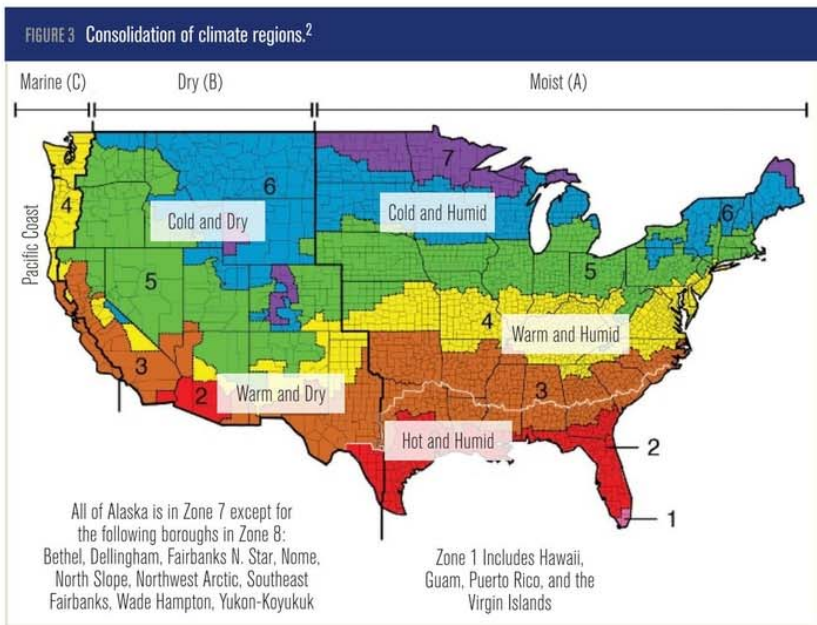 FIGURE 3 Consolidation of climate regions.2
Marine (C)
Dry (B)
Moist (A)
Pacific Coast
6
4
Cold and Dry
6
5
3
2
Warm and Dry
7
Cold and Humid
6
5
4
Warm and Humid
3
Hot and Humid
2
1
All of Alaska is in Zone 7 except for
the following boroughs in Zone 8:
Bethel, Dellingham, Fairbanks N. Star, Nome,
North Slope, Northwest Arctic, Southeast
Fairbanks, Wade Hampton, Yukon-Koyukuk
Zone 1 Includes Hawaii,
Guam, Puerto Rico, and the
Virgin Islands